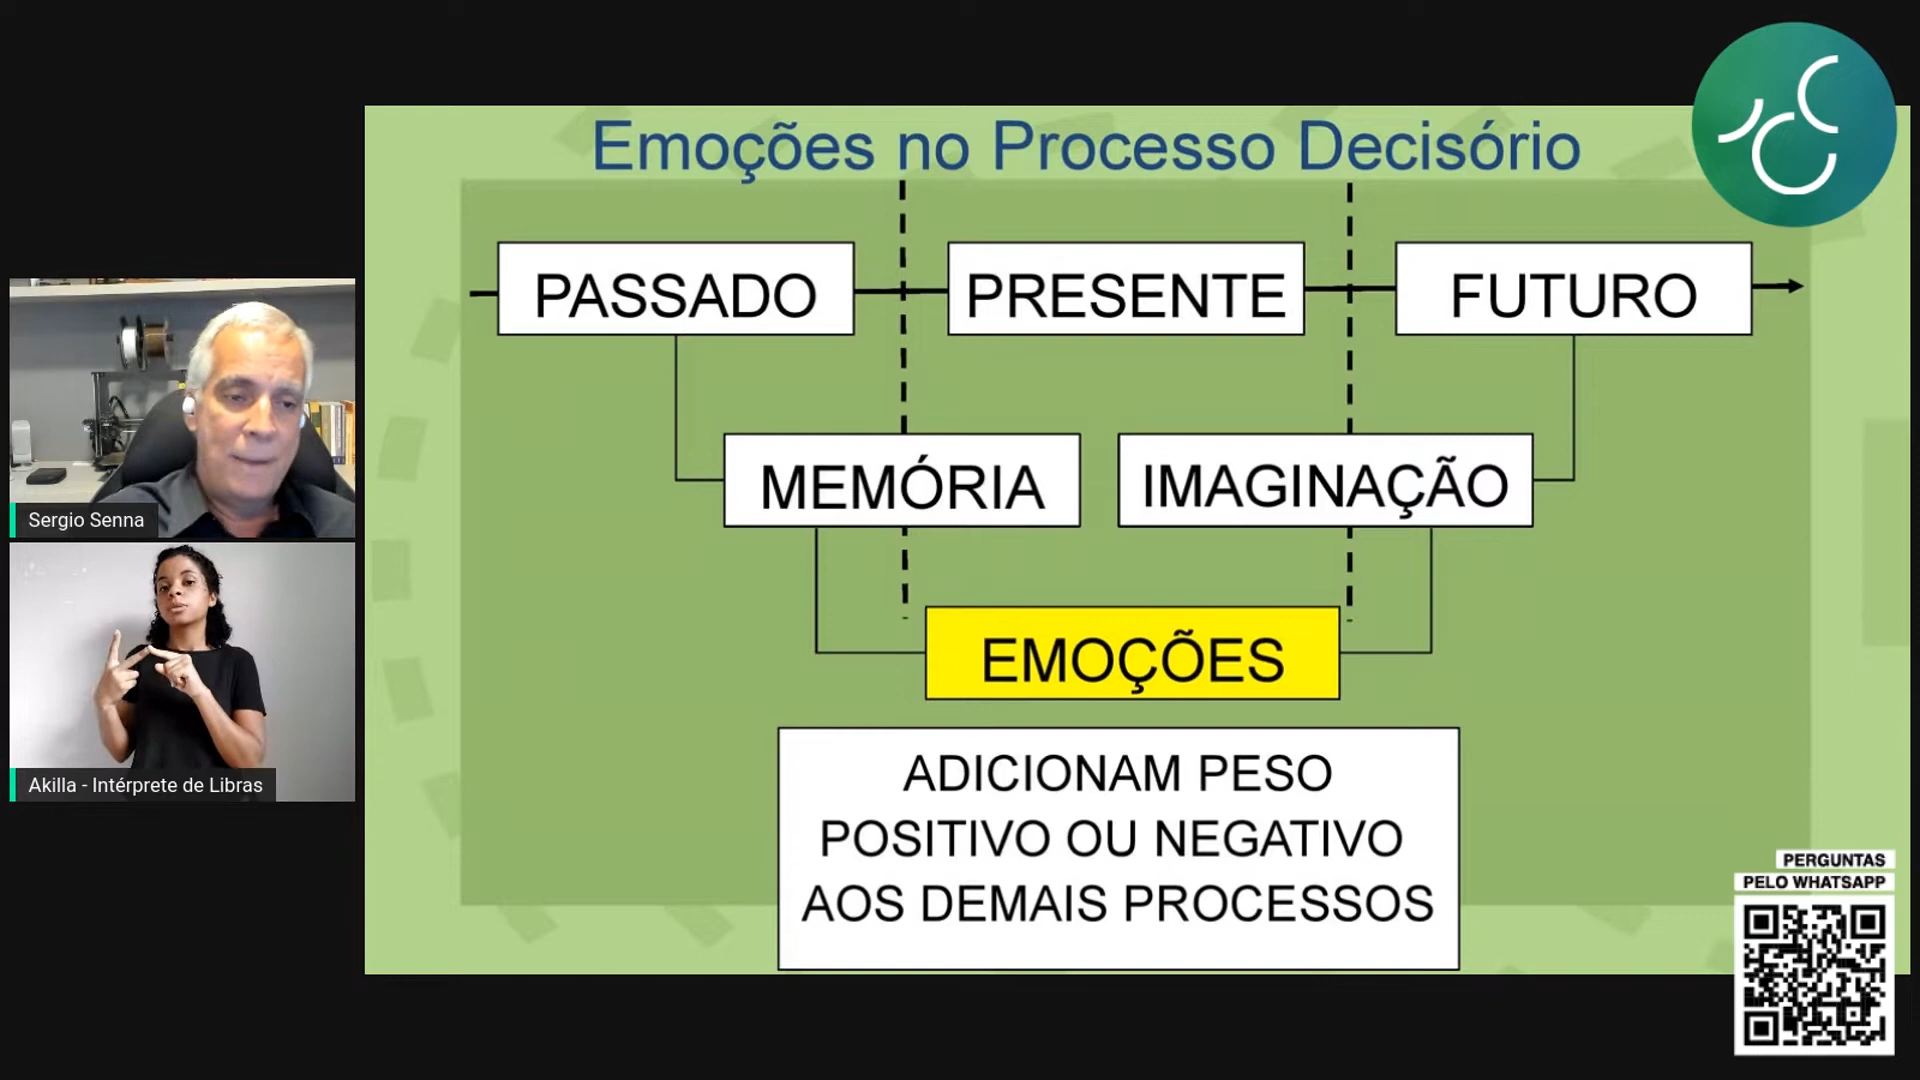 Emoções no Processo Decisório
PASSADO
PRESENTE
FUTURO
MEMÓRIA
IMAGINAÇÃO
EMOÇÕES
ADICIONAM PESO
POSITIVO OU NEGATIVO
AOS DEMAIS PROCESSOS
Sergio Senna
Akilla - Intérprete de Libras
PERGUNTAS
PELO WHATSAPP